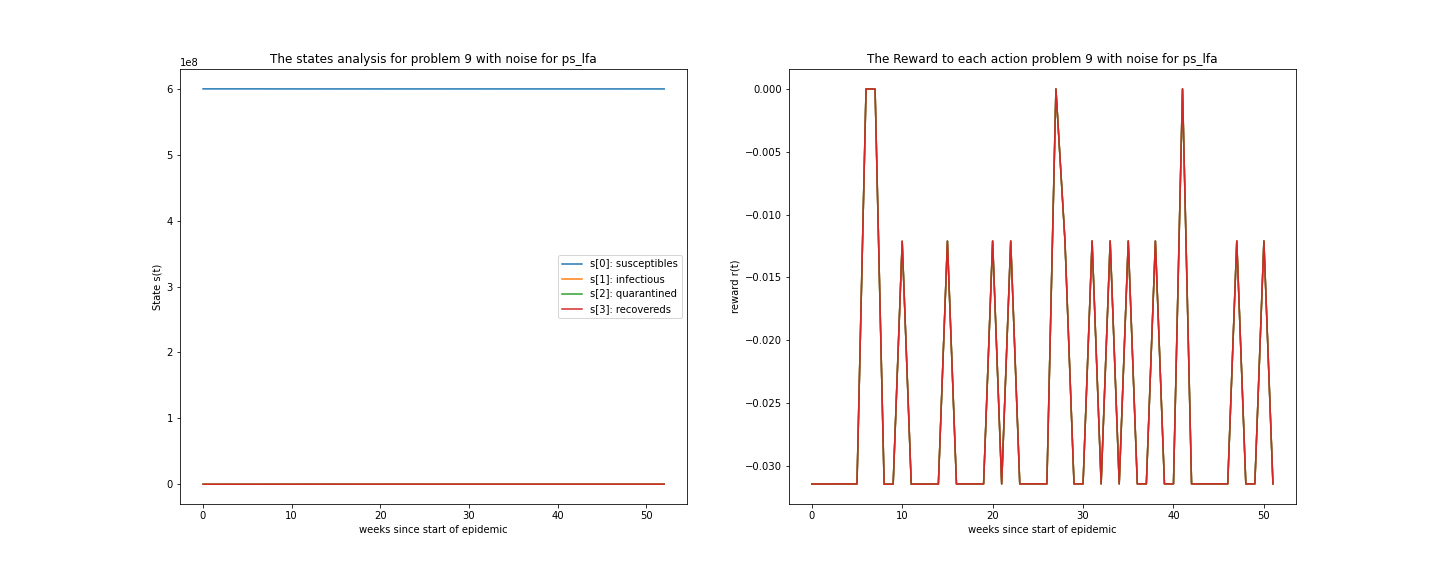 The states analysis for problem 9 with noise for ps_lfa
1e8
6
5
4
3
2
1
0
State s(t)
s[0]: susceptibles
s[1]: infectious
s[2]: quarantined
s[3]: recovereds
0 10 20 30 40 50
weeks since start of epidemic
The Reward to each action problem 9 with noise for ps_lfa
0.000
−0.005
−0.010
−0.015
−0.020
−0.025
−0.030
reward r(t)
0 10 20 30 40 50
weeks since start of epidemic